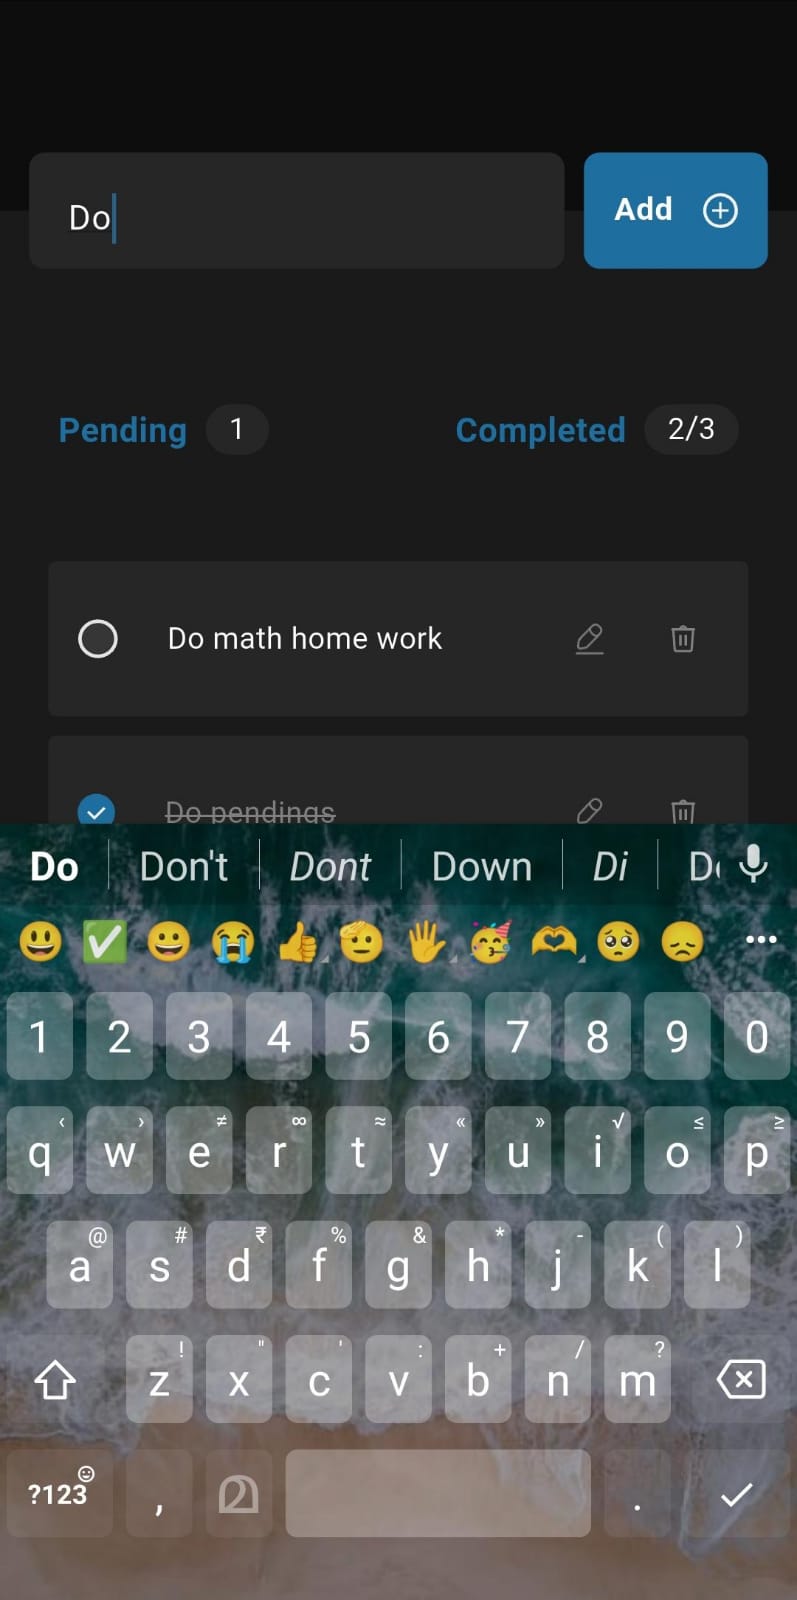 Do
Add
Pending 1 Completed 2/3
Do math home work
Do pendings
Do Don't Dont Down Di
1 2 3 4 5 6 7 8 9 0
‹ › ≠ ∞ ≈ « » √ ≤ ≥
q w e r t y u i o p
@ # ₹ % & * - ( )
a s d f g h j k l
! " ' : + / ?
z x c v b n m
?123 , മ .